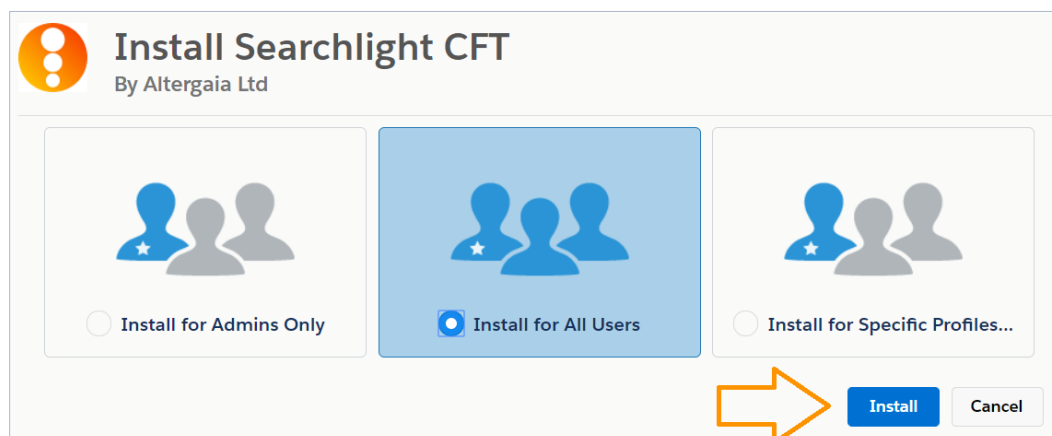 Install Searchlight CFT
By Altergaia Ltd
Install for Admins Only
Install for All Users
Install for Specific Profiles...
Install
Cancel